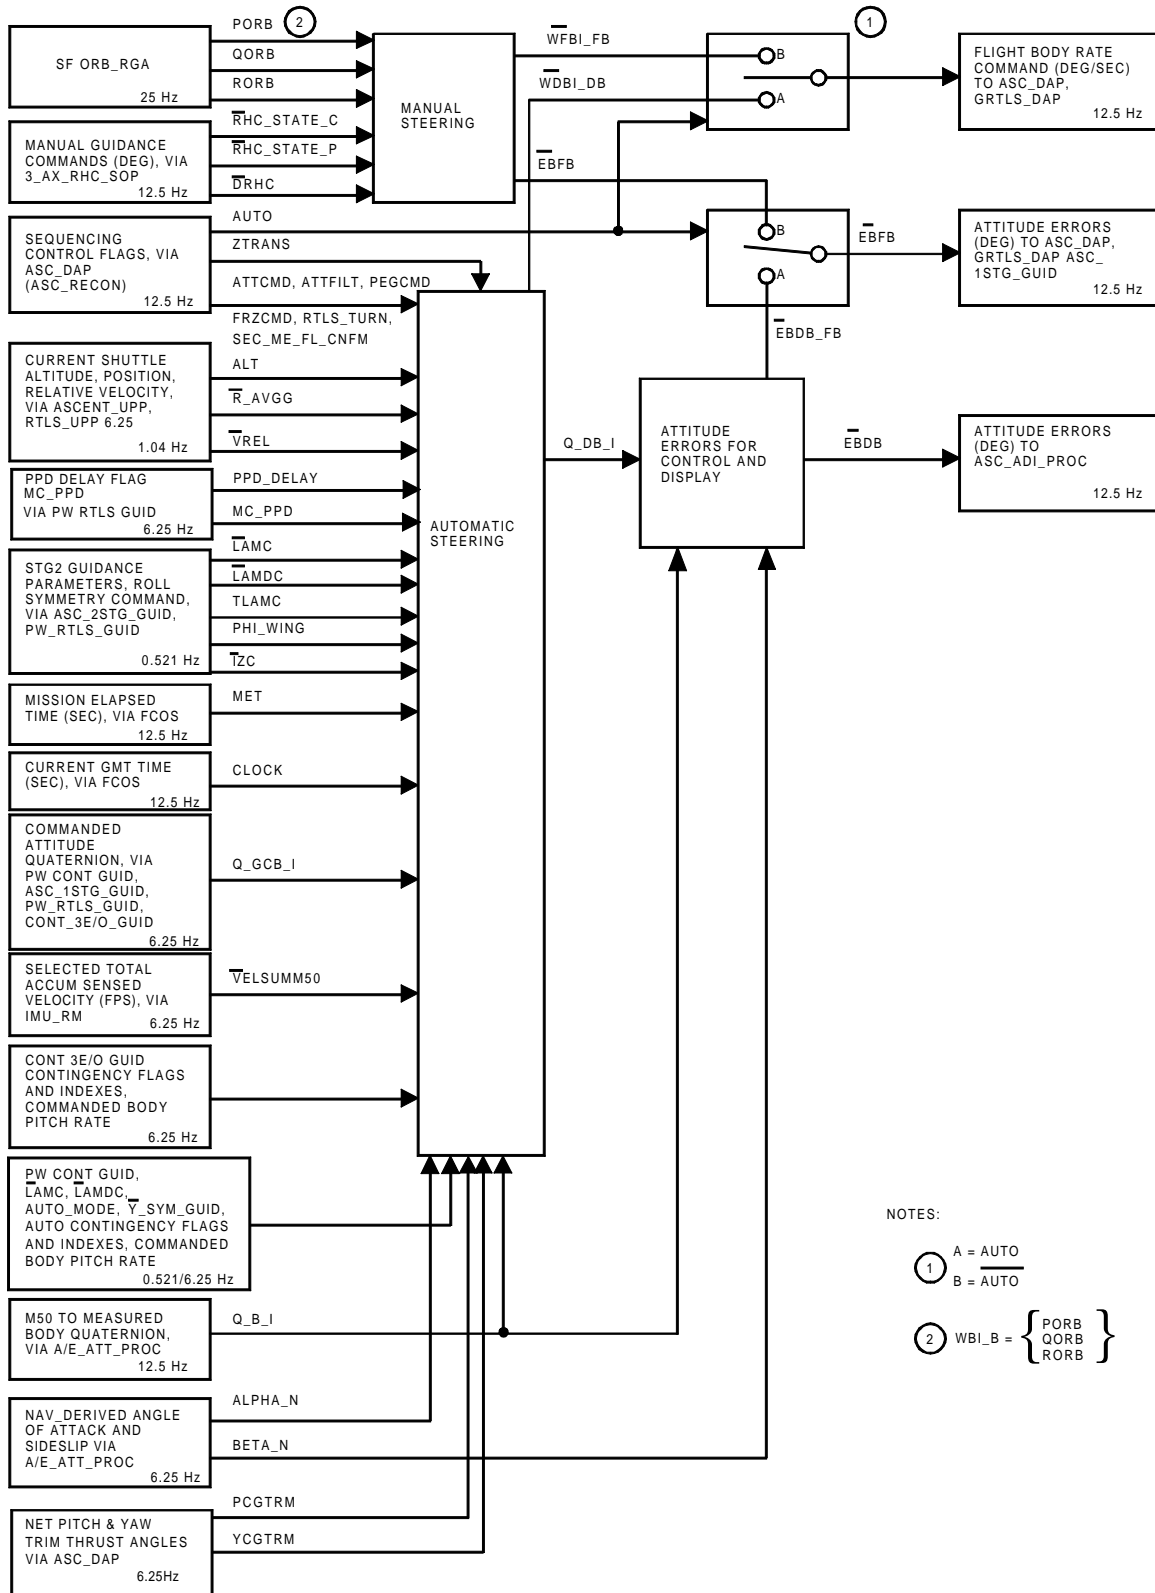 PORB
2
SF ORB_RGA
25 Hz
QORB
RORB
MANUAL GUIDANCE
COMMANDS (DEG), VIA
3_AX_RHC_SOP
12.5 Hz
RHC_STATE_C
RHC_STATE_P
DRHC
MANUAL
STEERING
WFBI_FB
WDBI_DB
EBFB
1
B
A
FLIGHT BODY RATE
COMMAND (DEG/SEC)
TO ASC_DAP,
GRTLS_DAP
12.5 Hz
SEQUENCING
CONTROL FLAGS, VIA
ASC_DAP
(ASC_RECON)
12.5 Hz
AUTO
ZTRANS
ATTCMD, ATTFILT, PEGCMD
FRZCMD, RTLS_TURN,
SEC_ME_FL_CNFM
B
A
EBFB
EBDB_FB
ATTITUDE ERRORS
(DEG) TO ASC_DAP,
GRTLS_DAP ASC_
1STG_GUID
12.5 Hz
CURRENT SHUTTLE
ALTITUDE, POSITION,
RELATIVE VELOCITY,
VIA ASCENT_UPP,
RTLS_UPP 6.25
1.04 Hz
ALT
R_AVGG
VREL
PPD DELAY FLAG
MC_PPD
VIA PW RTLS GUID
6.25 Hz
PPD_DELAY
MC_PPD
AUTOMATIC
STEERING
Q_DB_I
ATTITUDE
ERRORS FOR
CONTROL AND
DISPLAY
EBDB
ATTITUDE ERRORS
(DEG) TO
ASC_ADI_PROC
12.5 Hz
STG2 GUIDANCE
PARAMETERS, ROLL
SYMMETRY COMMAND,
VIA ASC_2STG_GUID,
PW_RTLS_GUID
0.521 Hz
LAMC
LAMDC
TLAMC
PHI_WING
IZC
MISSION ELAPSED
TIME (SEC), VIA FCOS
12.5 Hz
MET
CURRENT GMT TIME
(SEC), VIA FCOS
12.5 Hz
CLOCK
COMMANDED
ATTITUDE
QUATERNION, VIA
PW CONT GUID,
ASC_1STG_GUID,
PW_RTLS_GUID,
CONT_3E/O_GUID
6.25 Hz
Q_GCB_I
SELECTED TOTAL
ACCUM SENSED
VELOCITY (FPS), VIA
IMU_RM
6.25 Hz
VELSUMM50
CONT 3E/O GUID
CONTINGENCY FLAGS
AND INDEXES,
COMMANDED BODY
PITCH RATE
6.25 Hz
PW CONT GUID,
LAMC, LAMDC,
AUTO_MODE, Y_SYM_GUID,
AUTO CONTINGENCY FLAGS
AND INDEXES, COMMANDED
BODY PITCH RATE
0.521/6.25 Hz
M50 TO MEASURED
BODY QUATERNION,
VIA A/E_ATT_PROC
12.5 Hz
Q_B_I
NAV_DERIVED ANGLE
OF ATTACK AND
SIDESLIP VIA
A/E_ATT_PROC
6.25 Hz
ALPHA_N
BETA_N
NET PITCH & YAW
TRIM THRUST ANGLES
VIA ASC_DAP
6.25Hz
PCGTRM
YCGTRM
NOTES:
1
A = AUTO
B = AUTO
2
WBI_B =
PORB
QORB
RORB